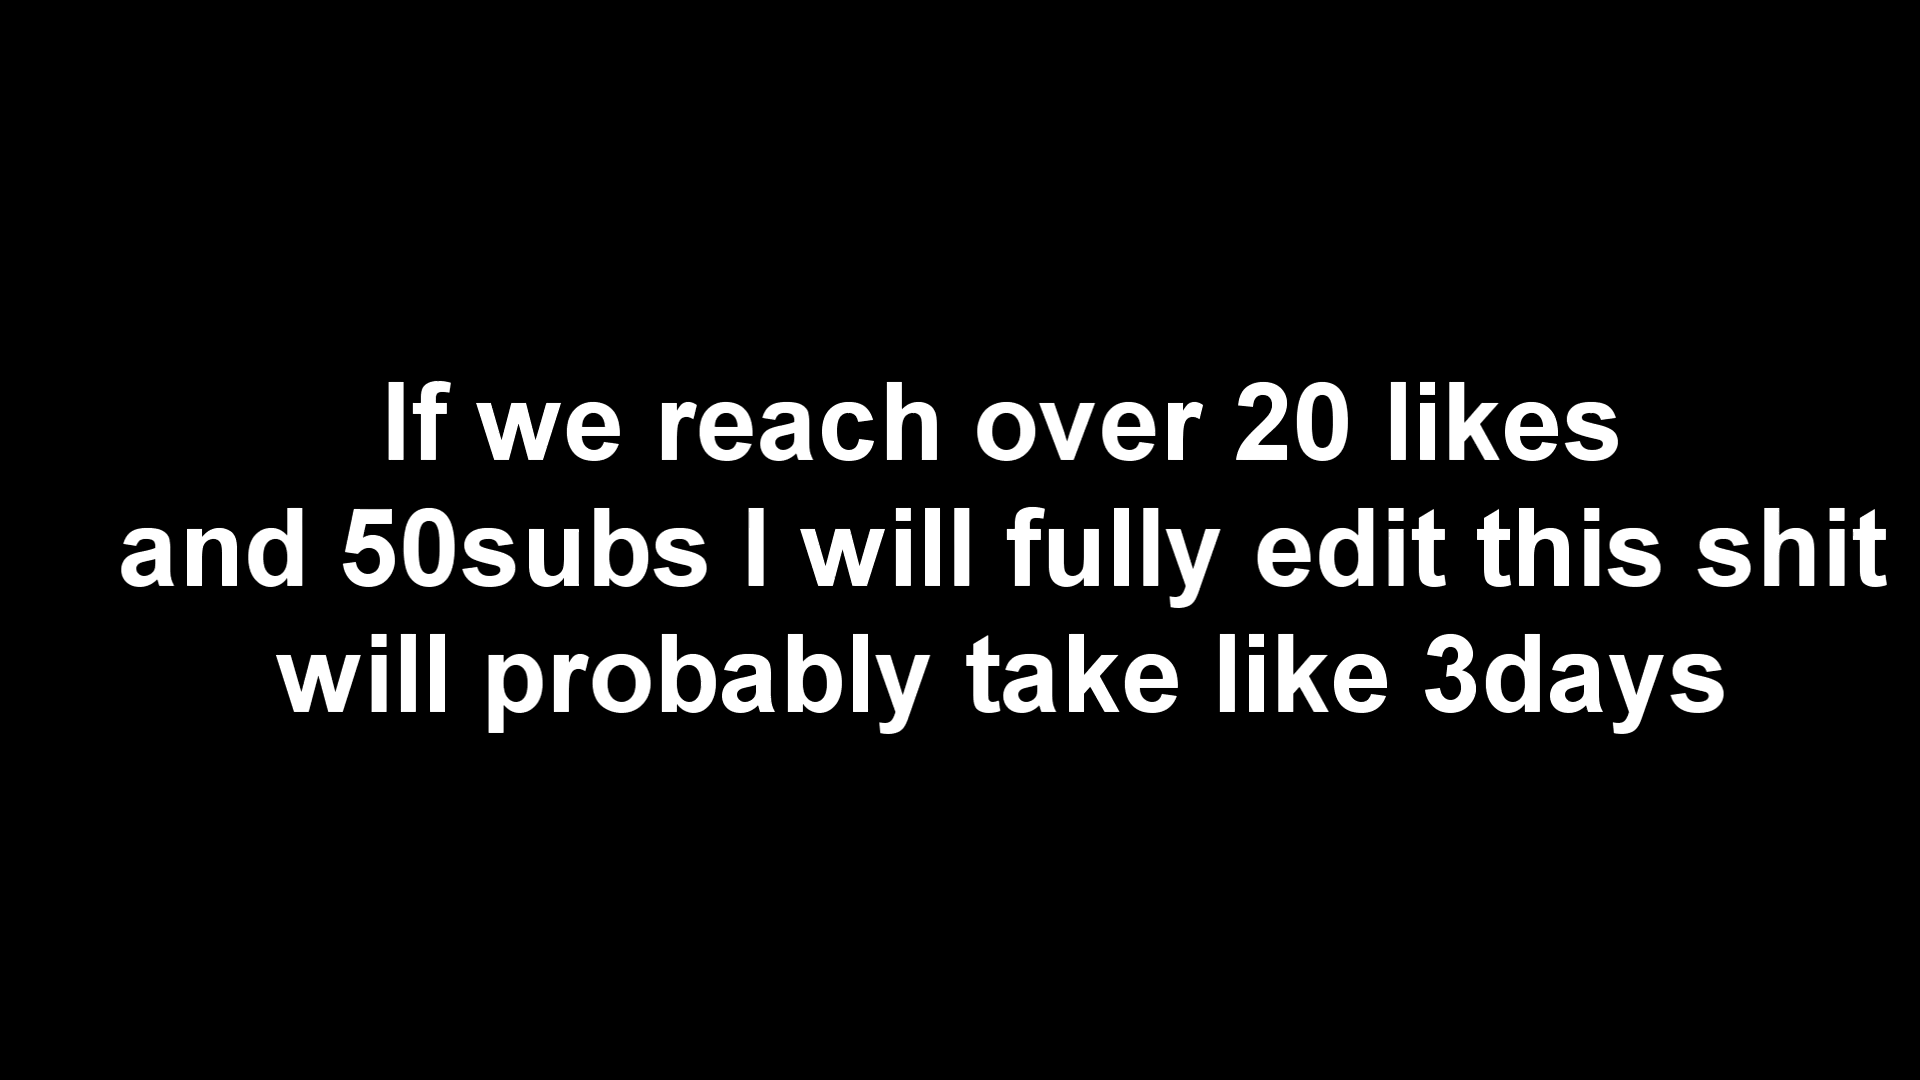 If we reach over 20 likes
and 50subs I will fully edit this shit
will probably take like 3days